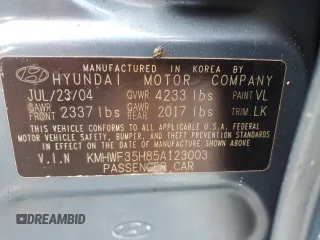 MANUFACTURED IN KOREA BY
HYUNDAI MOTOR COMPANY
JUL/23/04 GVWR 4233 lbs PAINT VL
GAWR FRONT 2337 lbs GAWR REAR 2017 lbs TRIM LK
THIS VEHICLE CONFORMS TO ALL APPLICABLE U.S. FEDERAL MOTOR
VEHICLE SAFETY, BUMPER, AND THEFT PREVENTION STANDARDS
IN EFFECT ON THE DATE OF MANUFACTURE SHOWN ABOVE.
V.I.N KMHWF35H85A123003
PASSENGER CAR